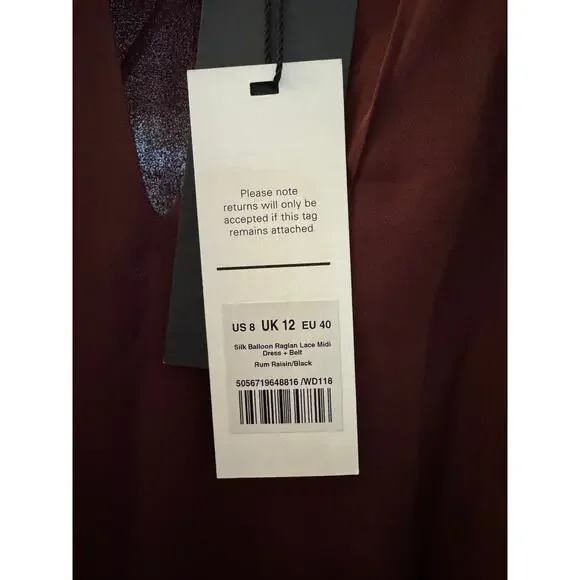 Please note
returns will only be
accepted if this tag
remains attached
US 8 UK 12 EU 40
Silk Balloon Raglan Lace Midi
Dress + Belt
Rum Raisin/Black
5056719648816 /WD118